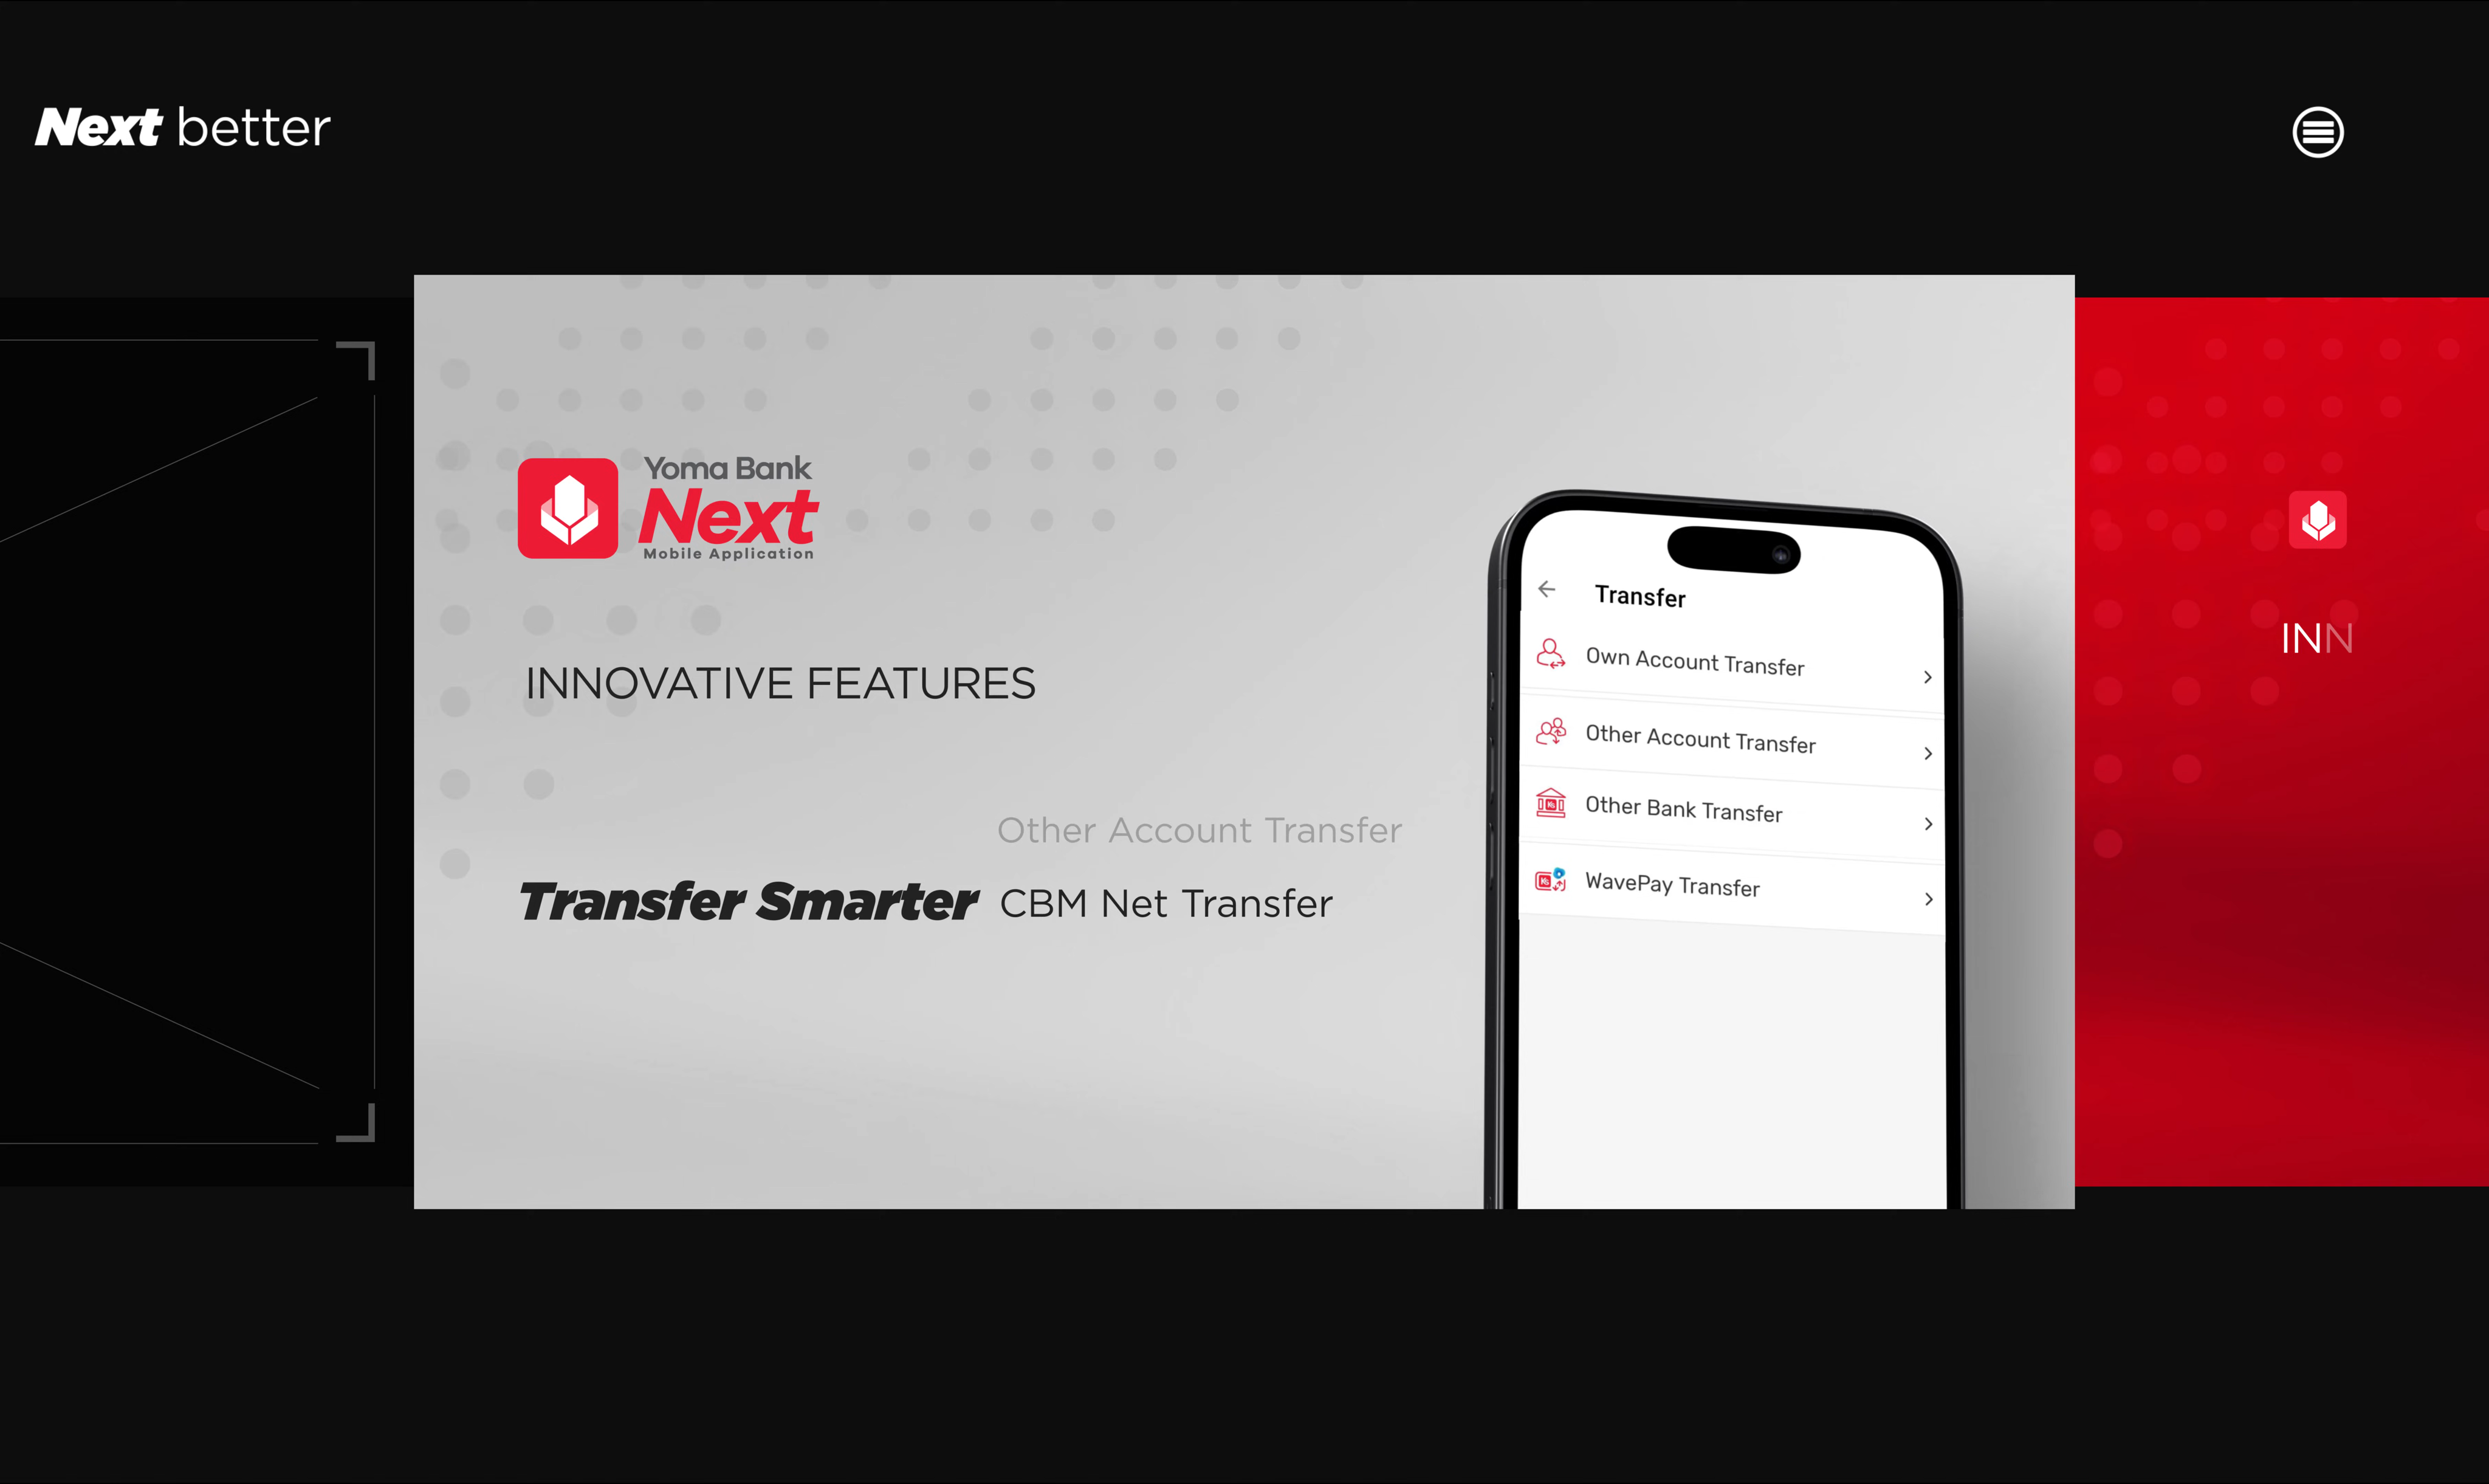 Next better
Yoma Bank
Next
Mobile Application
INNOVATIVE FEATURES
Other Account Transfer
Transfer Smarter CBM Net Transfer
Transfer
Own Account Transfer
Other Account Transfer
Other Bank Transfer
WavePay Transfer
INN